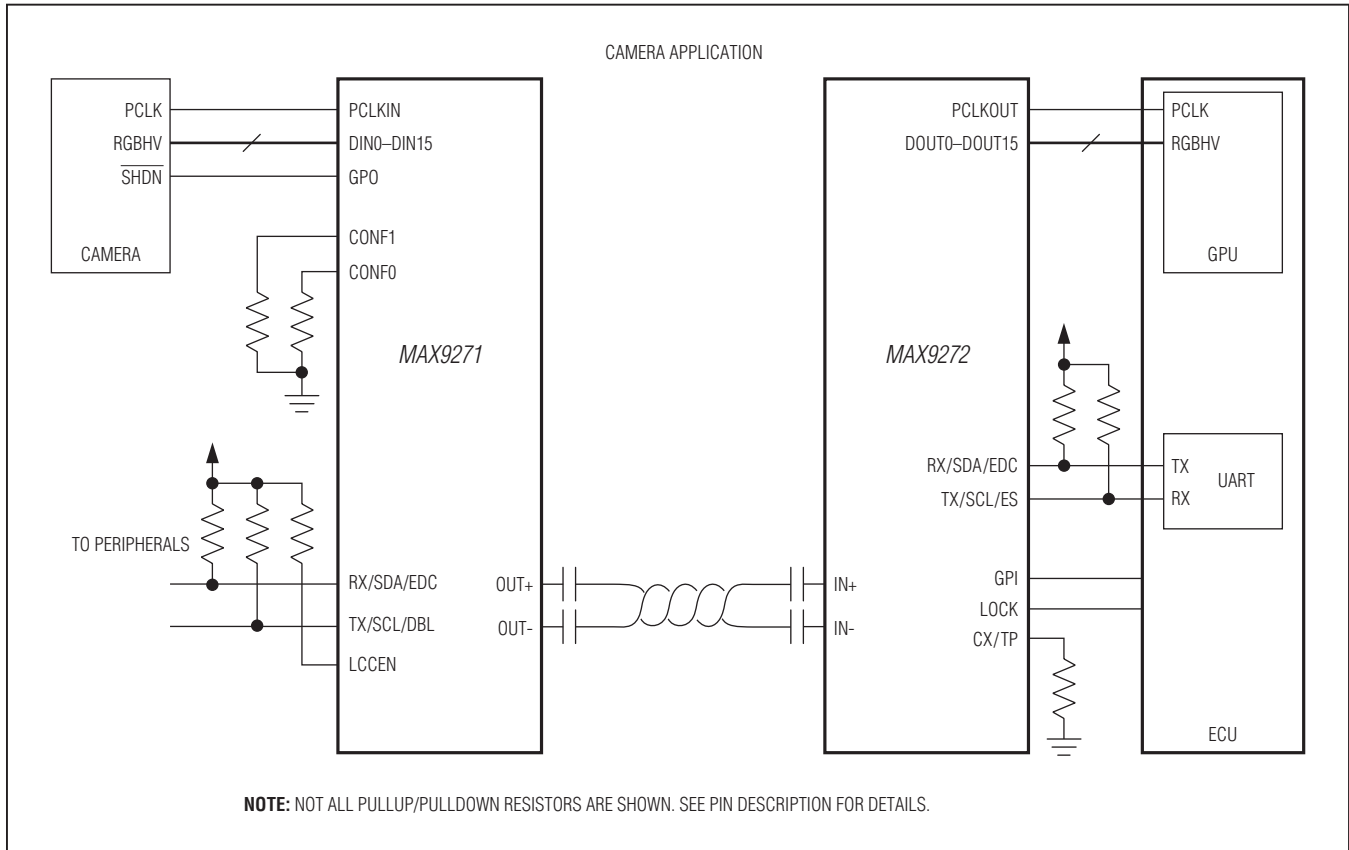 CAMERA APPLICATION
PCLK
RGBHV
SHDN
CAMERA
PCLKIN
DIN0–DIN15
GPO
CONF1
CONF0
MAX9271
TO PERIPHERALS
RX/SDA/EDC
TX/SCL/DBL
LCCEN
OUT+
OUT-
IN+
IN-
PCLKOUT
DOUT0–DOUT15
MAX9272
RX/SDA/EDC
TX/SCL/ES
GPI
LOCK
CX/TP
PCLK
RGBHV
GPU
TX
RX
UART
ECU
NOTE: NOT ALL PULLUP/PULLDOWN RESISTORS ARE SHOWN. SEE PIN DESCRIPTION FOR DETAILS.